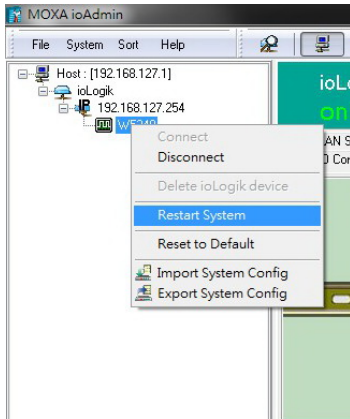 MOXA ioAdmin
File System Sort Help
Host : [192.168.127.1]
ioLogik
192.168.127.254
Connect
Disconnect
Delete ioLogik device
Restart System
Reset to Default
Import System Config
Export System Config